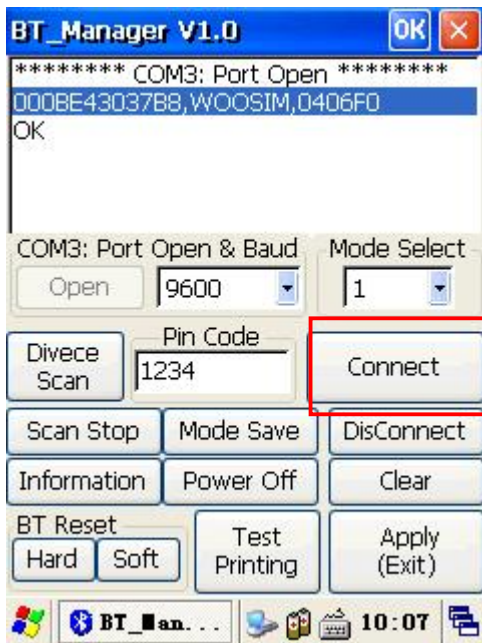 BT_Manager V1.0 OK
******** COM3: Port Open ********
000BE43037B8,WOOSIM,0406F0
OK
COM3: Port Open & Baud Mode Select
Open 9600 1
Divece Scan
Pin Code
1234
Connect
Scan Stop Mode Save DisConnect
Information Power Off Clear
BT Reset
Hard Soft
Test Printing
Apply (Exit)
10:07